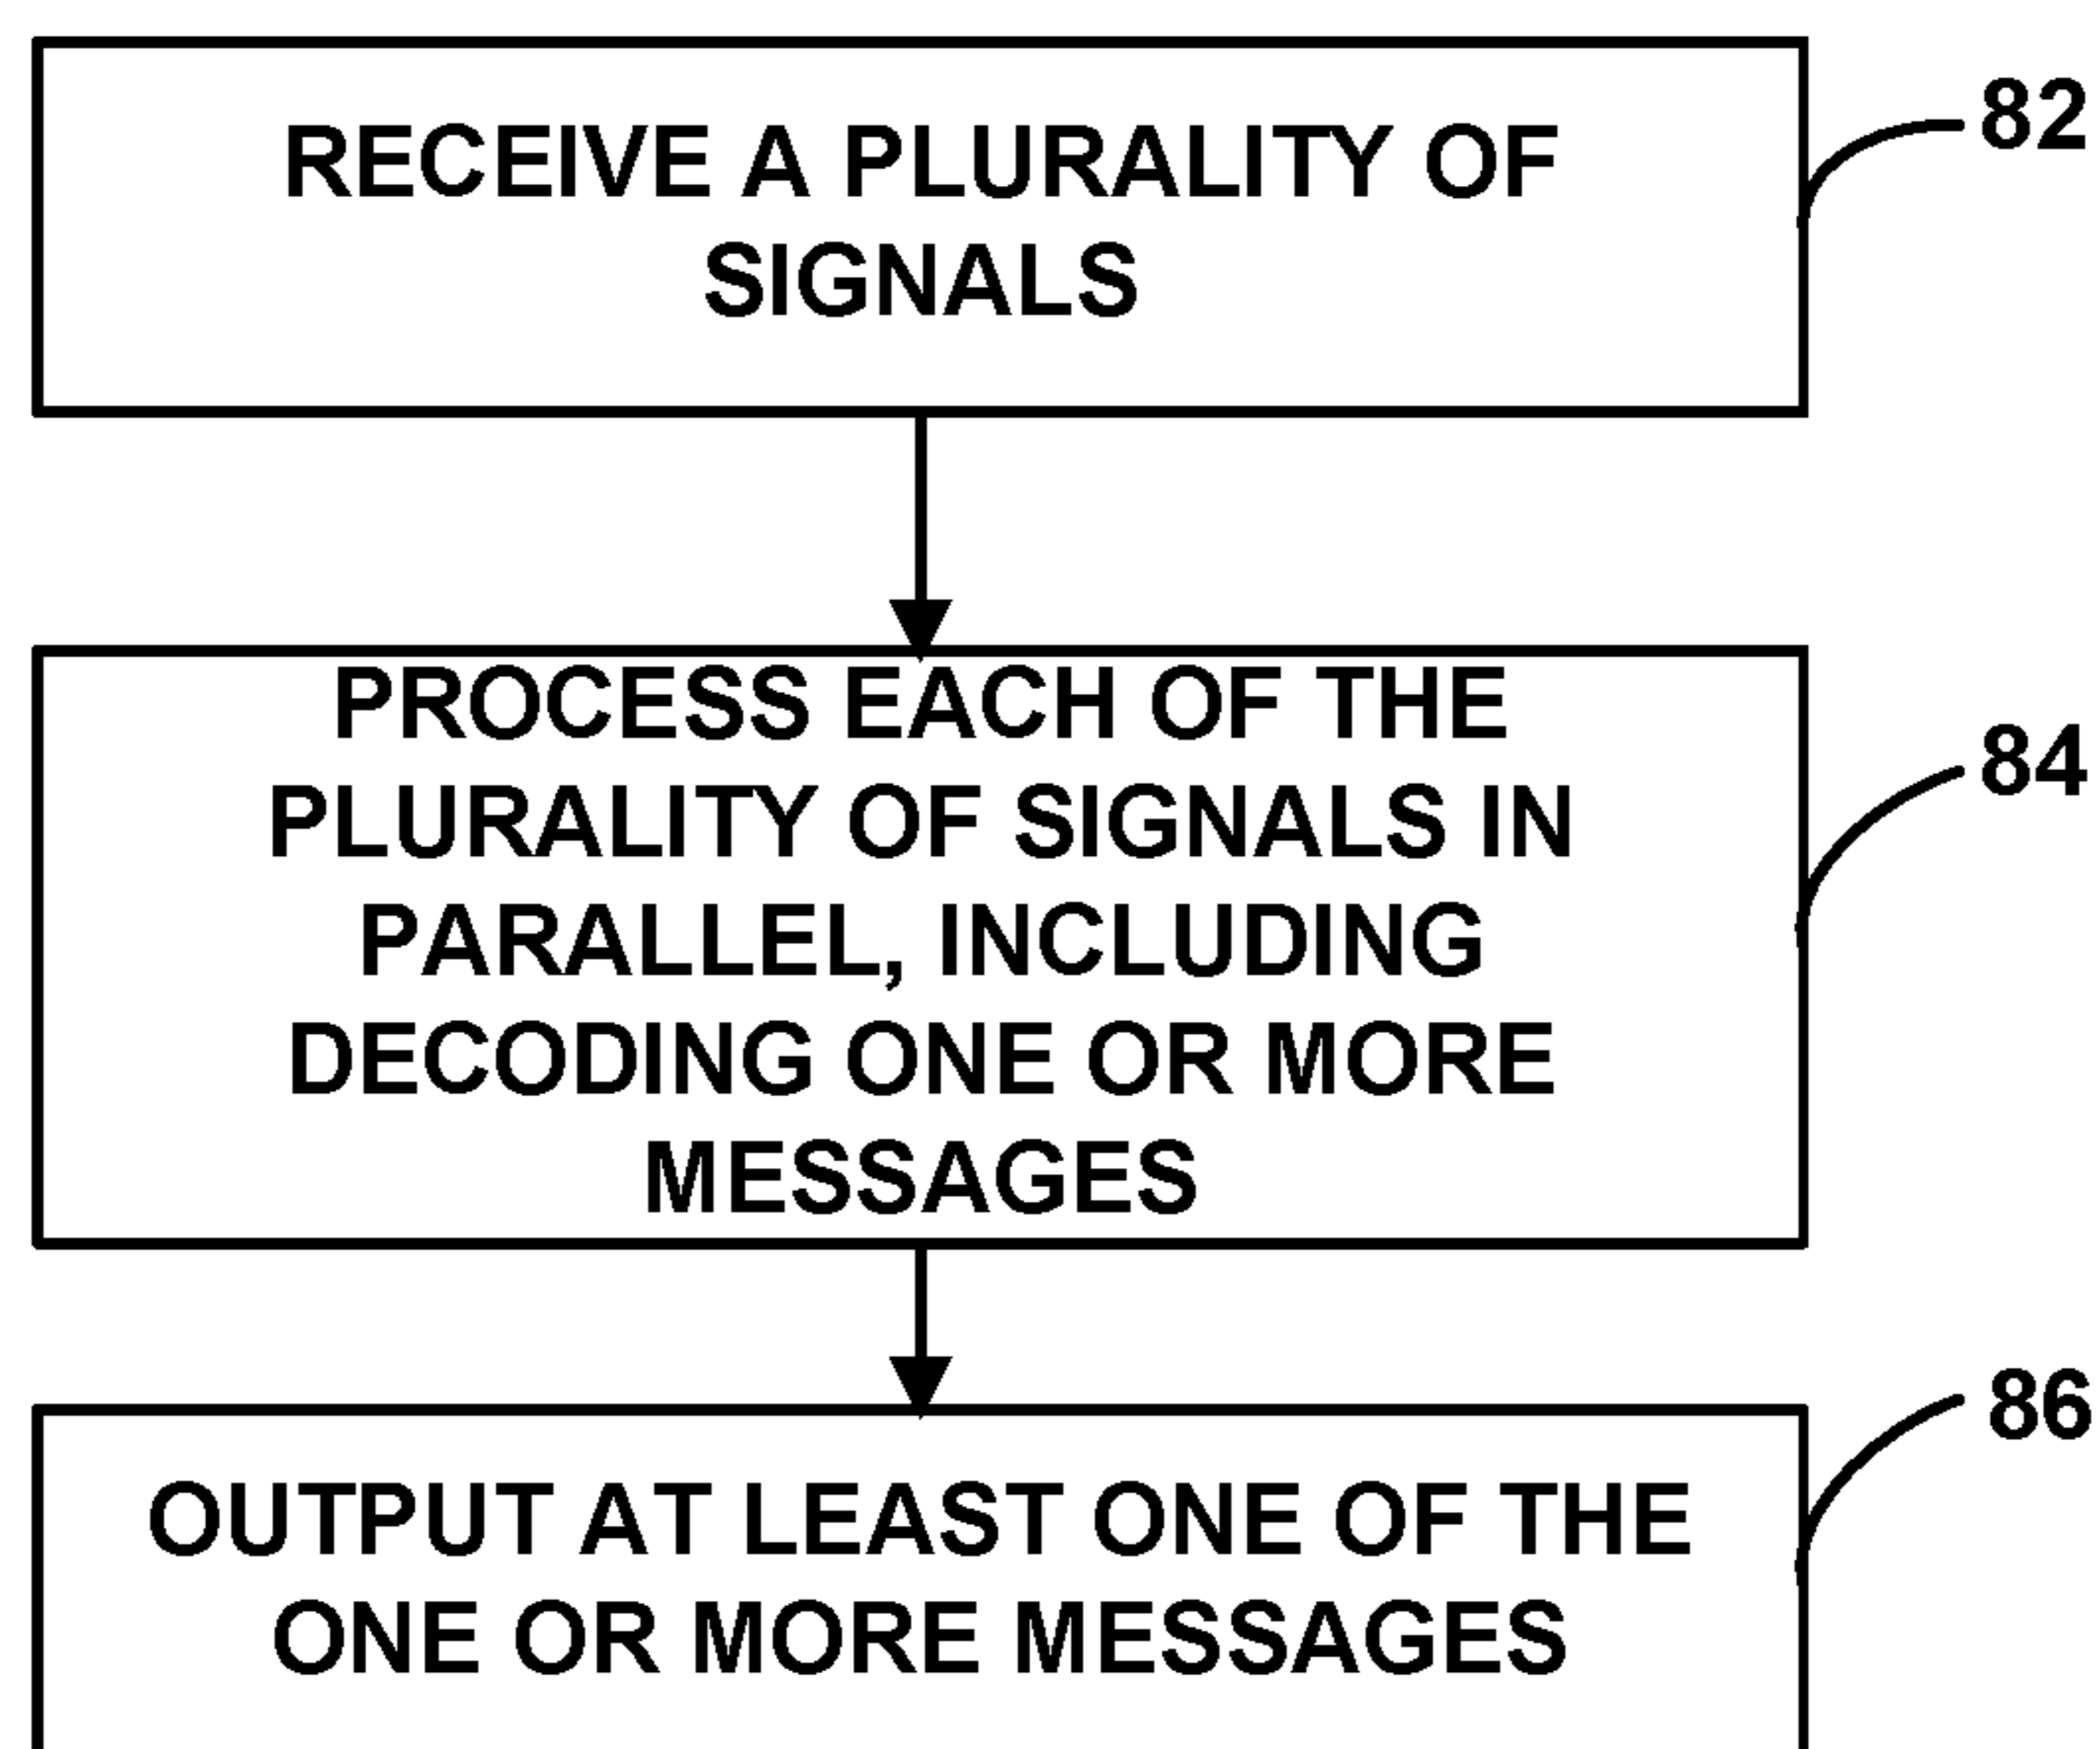 RECEIVE A PLURALITY OF
SIGNALS
82
PROCESS EACH OF THE
PLURALITY OF SIGNALS IN
PARALLEL, INCLUDING
DECODING ONE OR MORE
MESSAGES
84
OUTPUT AT LEAST ONE OF THE
ONE OR MORE MESSAGES
86